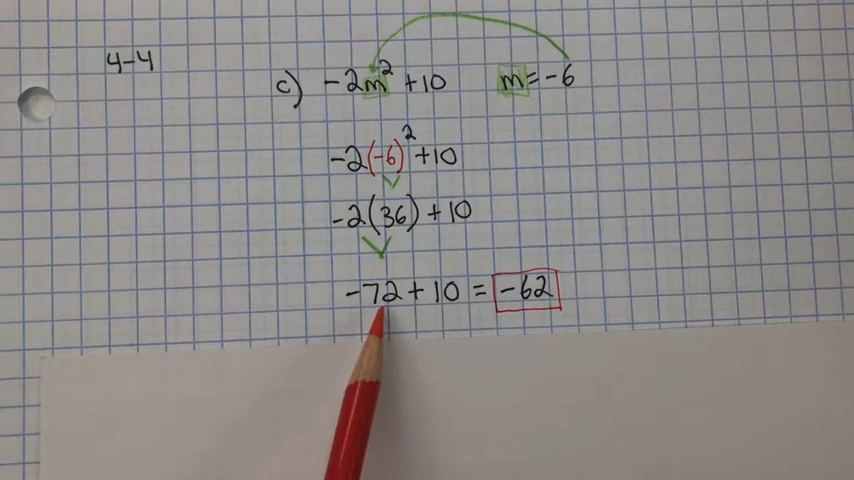 4-4
c) -2m² +10 m=-6
-2(-6)² +10
-2(36) +10
-72 + 10 = -62